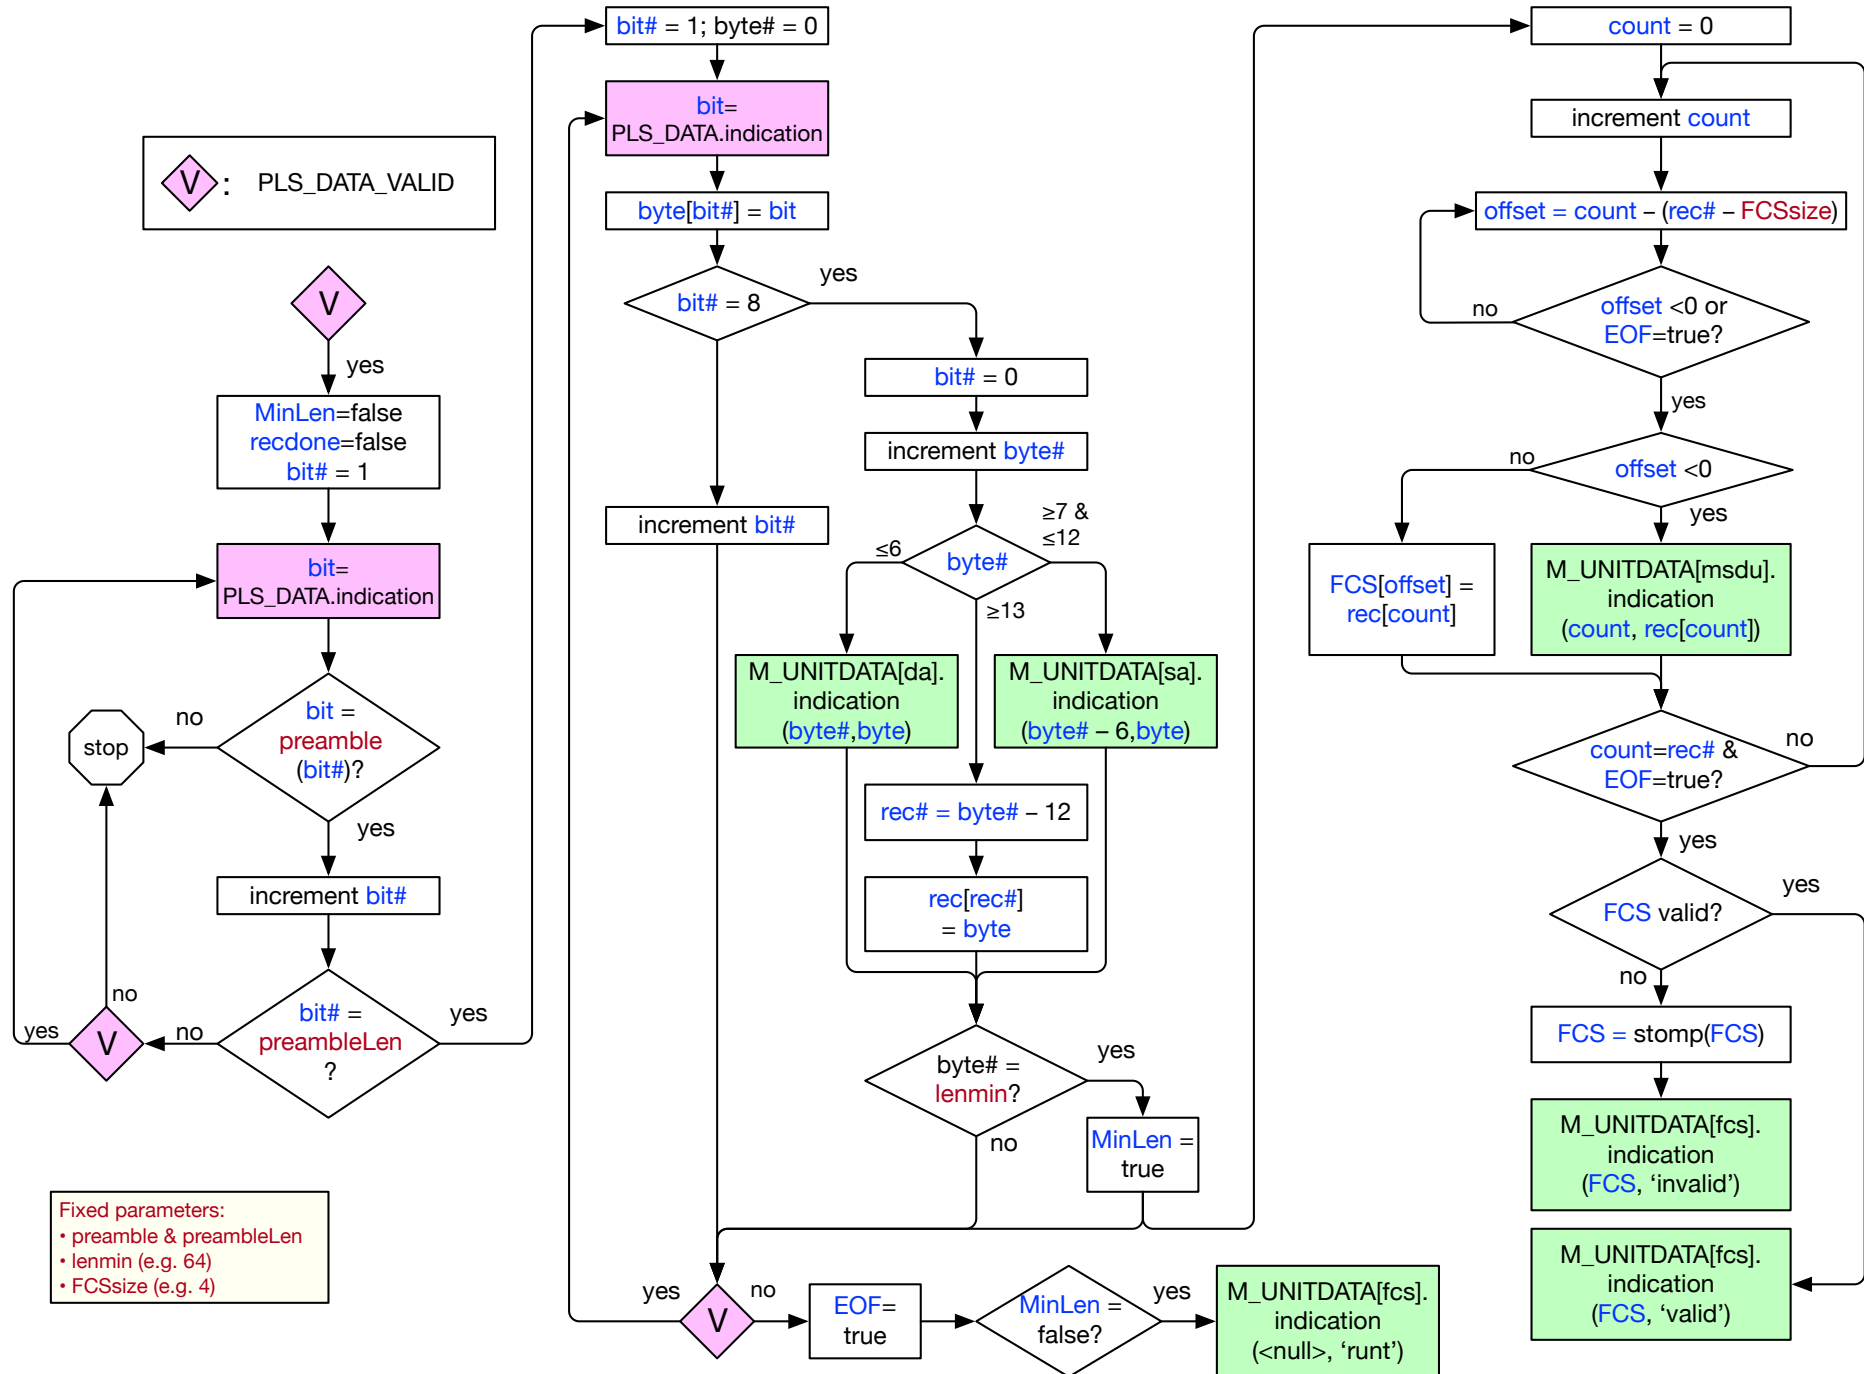 V : PLS_DATA_VALID
V
yes
MinLen=false
recdone=false
bit# = 1
bit=
PLS_DATA.indication
bit =
preamble
(bit#)?
no
stop
yes
increment bit#
bit# =
preambleLen
?
no
V
no
yes
yes
Fixed parameters:
• preamble & preambleLen
• lenmin (e.g. 64)
• FCSsize (e.g. 4)
bit# = 1; byte# = 0
bit=
PLS_DATA.indication
byte[bit#] = bit
bit# = 8
yes
increment bit#
bit# = 0
increment byte#
byte#
≤6
≥7 &
≤12
≥13
M_UNITDATA[da].
indication
(byte#,byte)
M_UNITDATA[sa].
indication
(byte# – 6,byte)
rec# = byte# – 12
rec[rec#]
= byte
byte# =
lenmin?
yes
no
MinLen =
true
V
yes
no
EOF=
true
MinLen =
false?
yes
M_UNITDATA[fcs].
indication
(<null>, ‘runt’)
count = 0
increment count
offset = count – (rec# – FCSsize)
offset <0 or
EOF=true?
no
yes
offset <0
no
yes
FCS[offset] =
rec[count]
M_UNITDATA[msdu].
indication
(count, rec[count])
count=rec# &
EOF=true?
no
yes
FCS valid?
yes
no
FCS = stomp(FCS)
M_UNITDATA[fcs].
indication
(FCS, ‘invalid’)
M_UNITDATA[fcs].
indication
(FCS, ‘valid’)